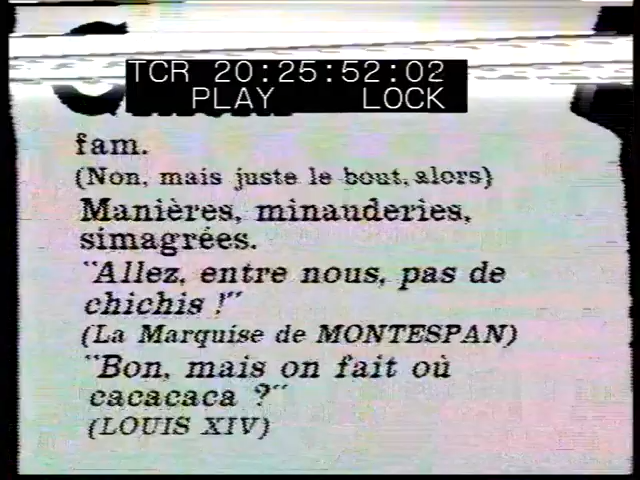 TCR 20:25:52:02
PLAY LOCK
fam.
(Non, mais juste le bout, alors)
Manières, minauderies,
simagrées.
"Allez, entre nous, pas de
chichis !"
(La Marquise de MONTESPAN)
"Bon, mais on fait où
cacacaca ?"
(LOUIS XIV)